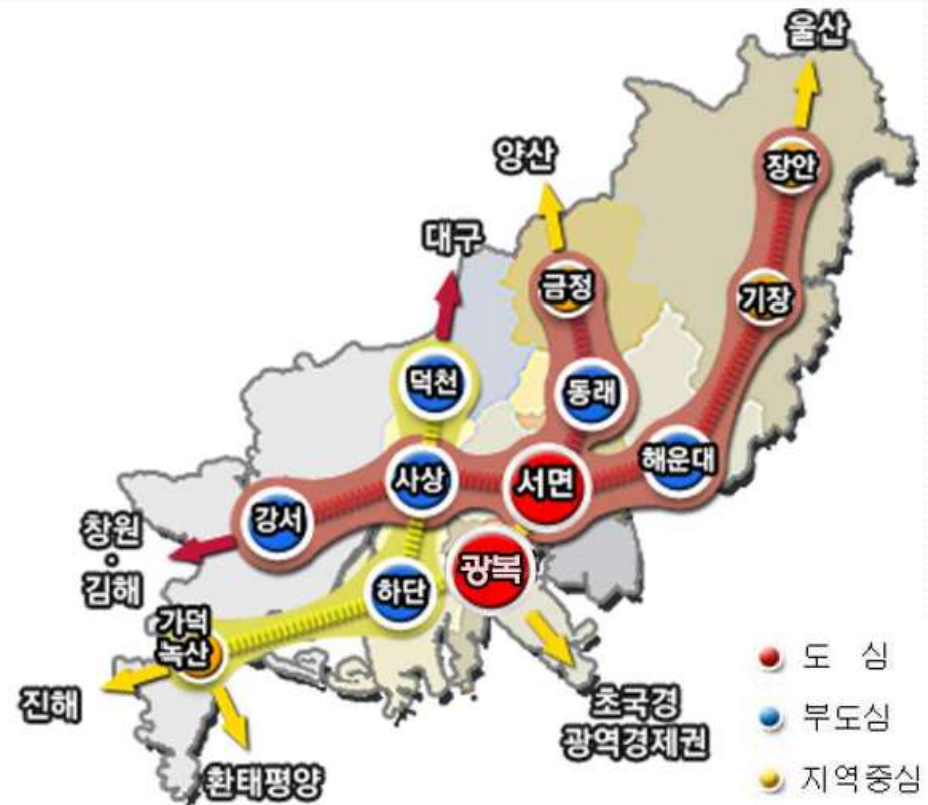 울산
장안
양산
대구
금정
기장
덕천
동래
해운대
사상
서면
강서
창원
·
김해
광복
하단
가덕
녹산
진해
환태평양
초국경
광역경제권
도 심
부도심
지역중심